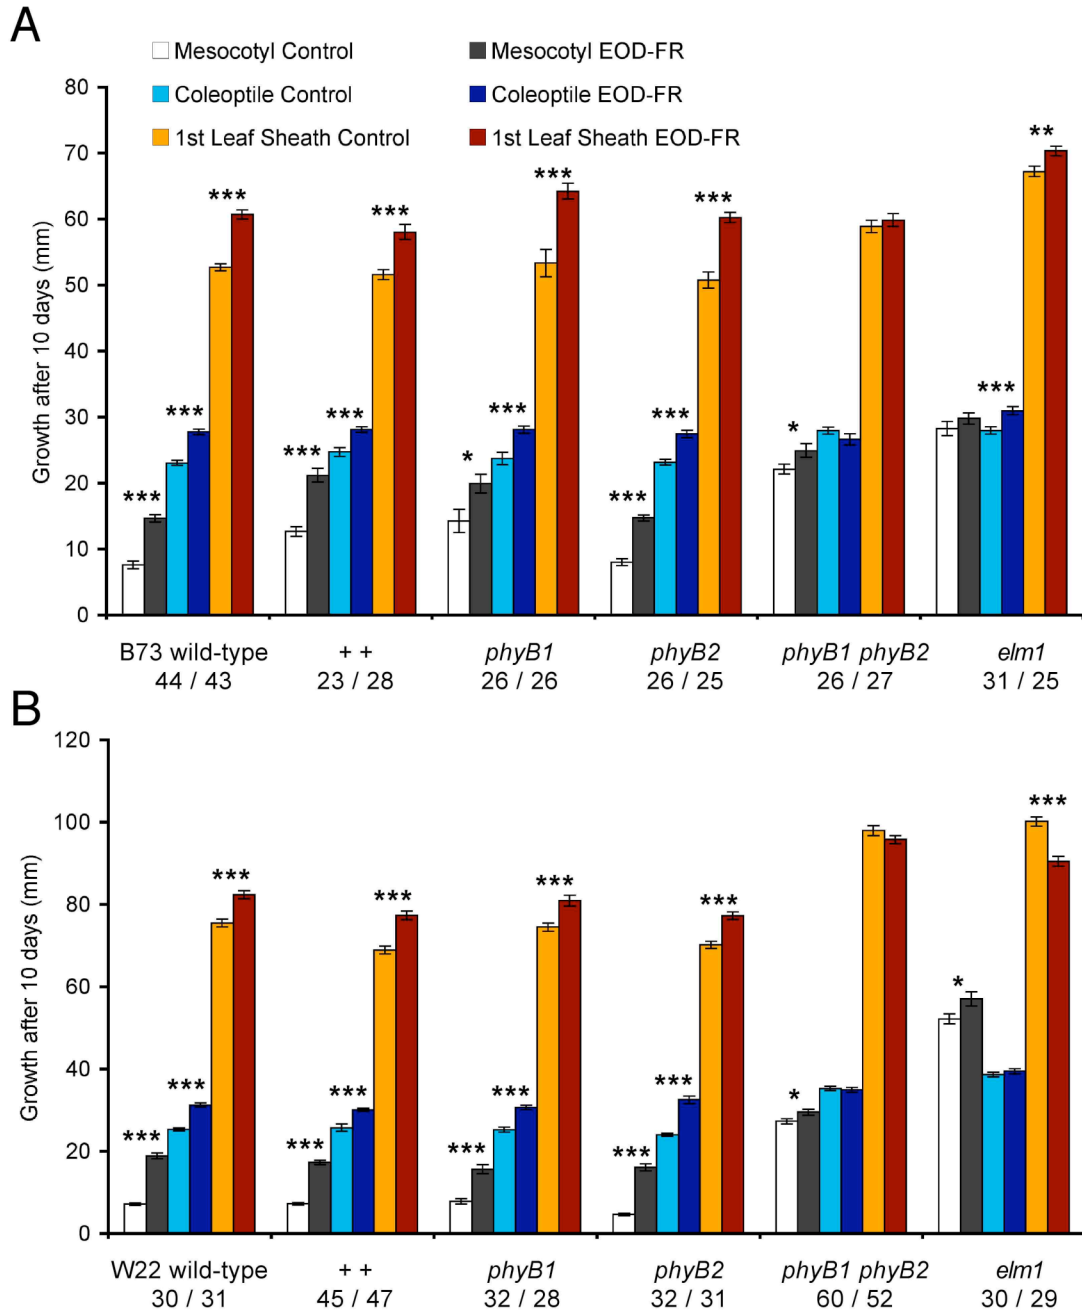 A
Mesocotyl Control
Mesocotyl EOD-FR
Coleoptile Control
Coleoptile EOD-FR
1st Leaf Sheath Control
1st Leaf Sheath EOD-FR
Growth after 10 days (mm)
80
70
60
50
40
30
20
10
0
*** *** ***
*** *** ***
* *** ***
*** *** ***
*
*** **
B73 wild-type + + phyB1 phyB2 phyB1 phyB2 elm1
44 / 43 23 / 28 26 / 26 26 / 25 26 / 27 31 / 25
B
Growth after 10 days (mm)
120
100
80
60
40
20
0
*** *** ***
*** *** ***
*** *** ***
*** *** ***
*
* ***
W22 wild-type + + phyB1 phyB2 phyB1 phyB2 elm1
30 / 31 45 / 47 32 / 28 32 / 31 60 / 52 30 / 29